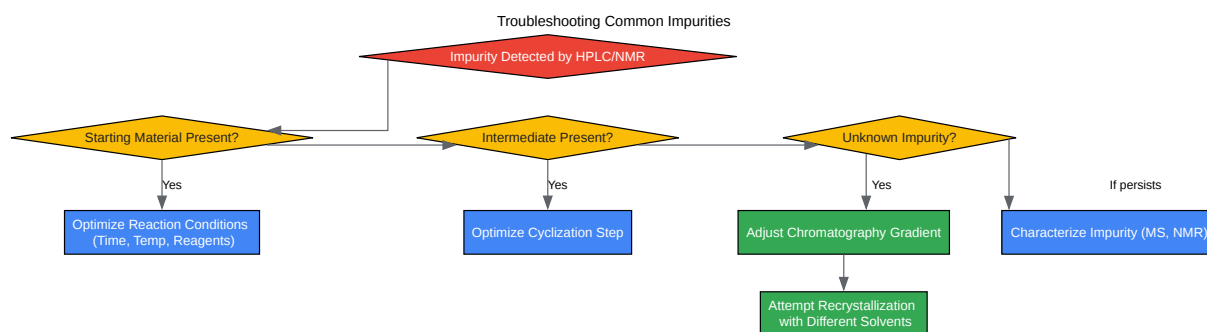 Troubleshooting Common Impurities
Impurity Detected by HPLC/NMR
Starting Material Present?
Intermediate Present?
Unknown Impurity?
Yes
Yes
Yes
If persists
Optimize Reaction Conditions
(Time, Temp, Reagents)
Optimize Cyclization Step
Adjust Chromatography Gradient
Characterize Impurity (MS, NMR)
Attempt Recrystallization
with Different Solvents